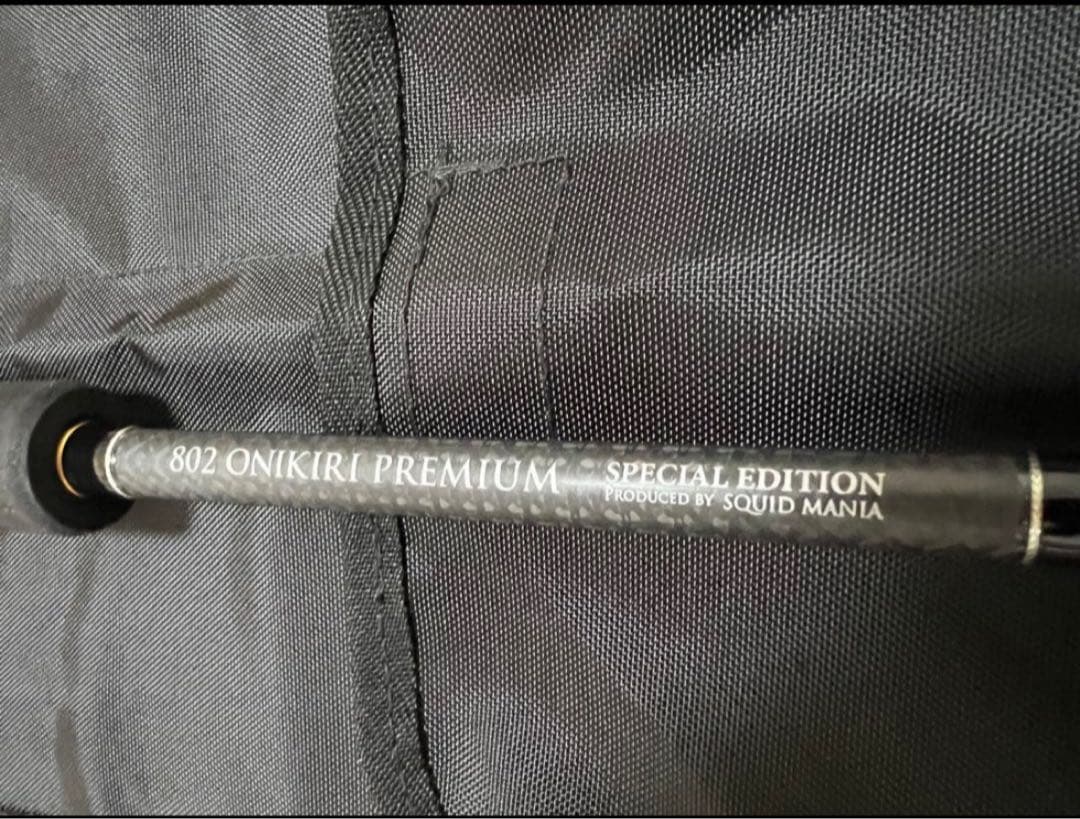 802 ONIKIRI PREMIUM SPECIAL EDITION
PRODUCED BY SQUID MANIA